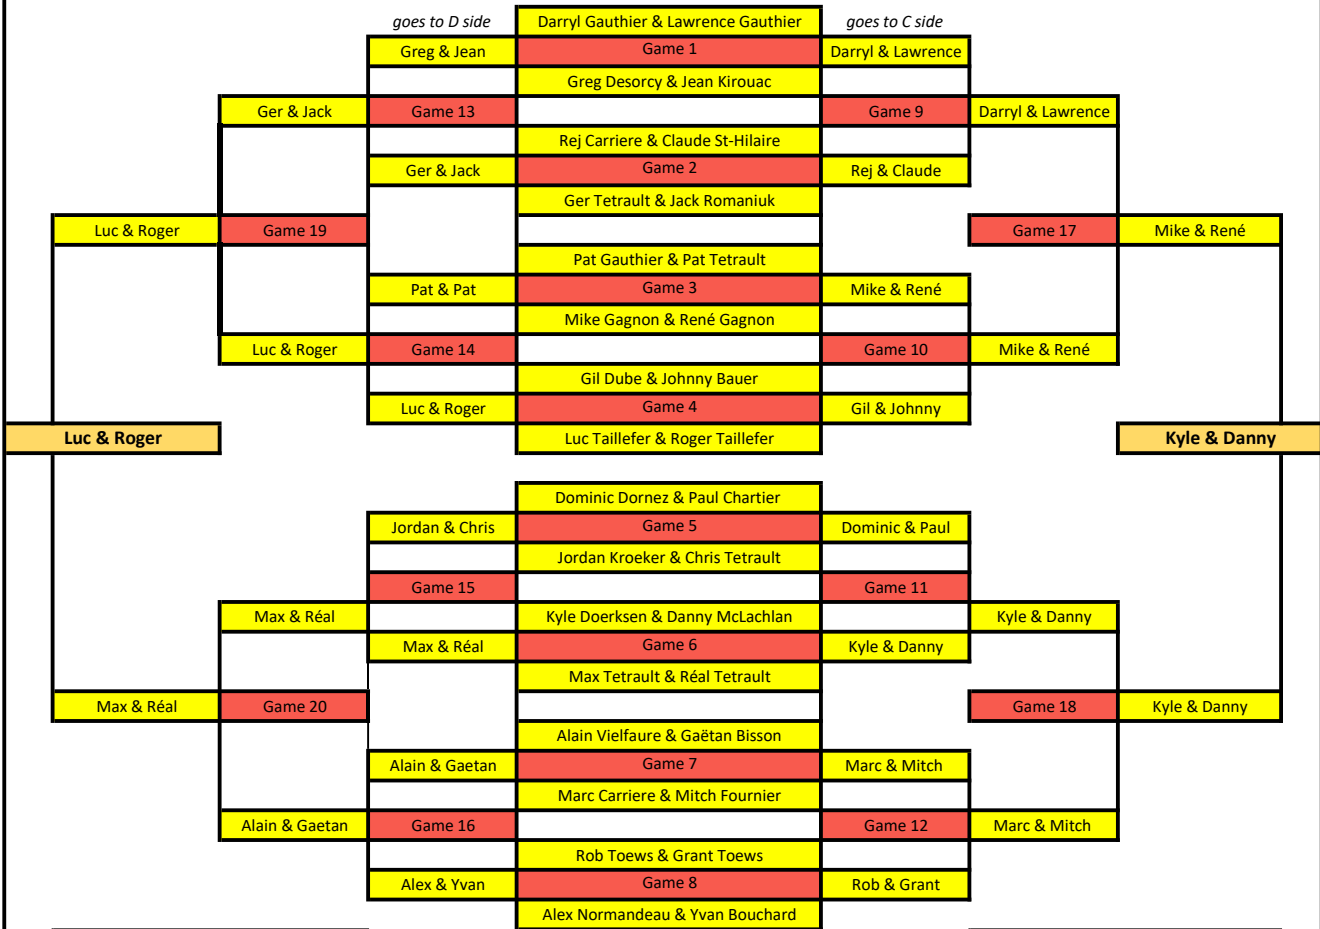 goes to D side Darryl Gauthier & Lawrence Gauthier goes to C side
Greg & Jean Game 1 Darryl & Lawrence
Greg Desorcy & Jean Kirouac
Ger & Jack Game 13 Game 9 Darryl & Lawrence
Rej Carriere & Claude St-Hilaire
Ger & Jack Game 2 Rej & Claude
Ger Tetrault & Jack Romaniuk
Luc & Roger Game 19 Game 17 Mike & René
Pat Gauthier & Pat Tetrault
Pat & Pat Game 3 Mike & René
Mike Gagnon & René Gagnon
Luc & Roger Game 14 Game 10 Mike & René
Gil Dube & Johnny Bauer
Luc & Roger Game 4 Gil & Johnny
Luc & Roger Luc Taillefer & Roger Taillefer Kyle & Danny
Dominic Dornez & Paul Chartier
Jordan & Chris Game 5 Dominic & Paul
Jordan Kroeker & Chris Tetrault
Game 15 Game 11
Max & Réal Kyle Doerksen & Danny McLachlan Kyle & Danny
Max & Réal Game 6 Kyle & Danny
Max Tetrault & Réal Tetrault
Max & Réal Game 20 Game 18 Kyle & Danny
Alain Vielfaure & Gaëtan Bisson
Alain & Gaetan Game 7 Marc & Mitch
Marc Carriere & Mitch Fournier
Alain & Gaetan Game 16 Game 12 Marc & Mitch
Rob Toews & Grant Toews
Alex & Yvan Game 8 Rob & Grant
Alex Normandeau & Yvan Bouchard